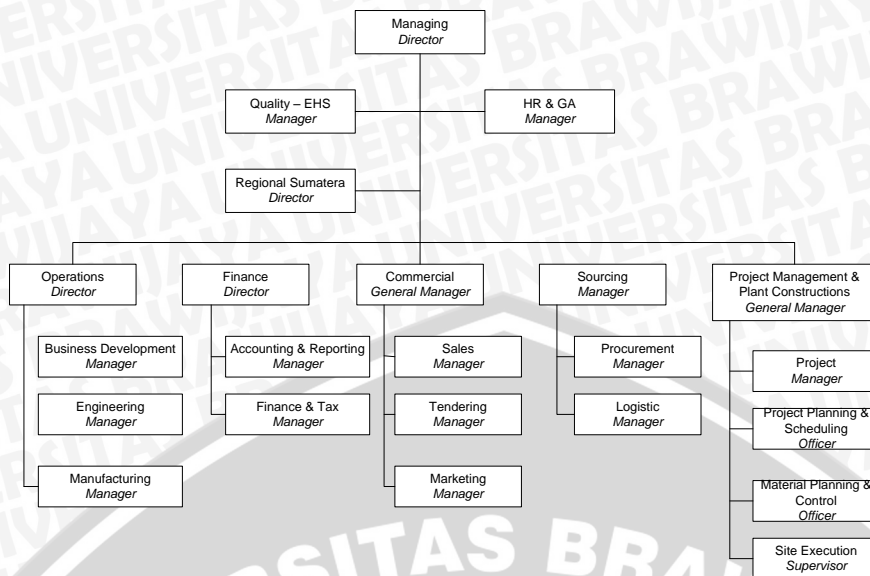 Managing
Director
Quality – EHS
Manager
HR & GA
Manager
Regional Sumatera
Director
Operations
Director
Finance
Director
Commercial
General Manager
Sourcing
Manager
Project Management &
Plant Constructions
General Manager
Business Development
Manager
Engineering
Manager
Manufacturing
Manager
Accounting & Reporting
Manager
Finance & Tax
Manager
Sales
Manager
Tendering
Manager
Marketing
Manager
Procurement
Manager
Logistic
Manager
Project
Manager
Project Planning &
Scheduling
Officer
Material Planning &
Control
Officer
Site Execution
Supervisor
UNIVERSITAS BRAWIJAYA